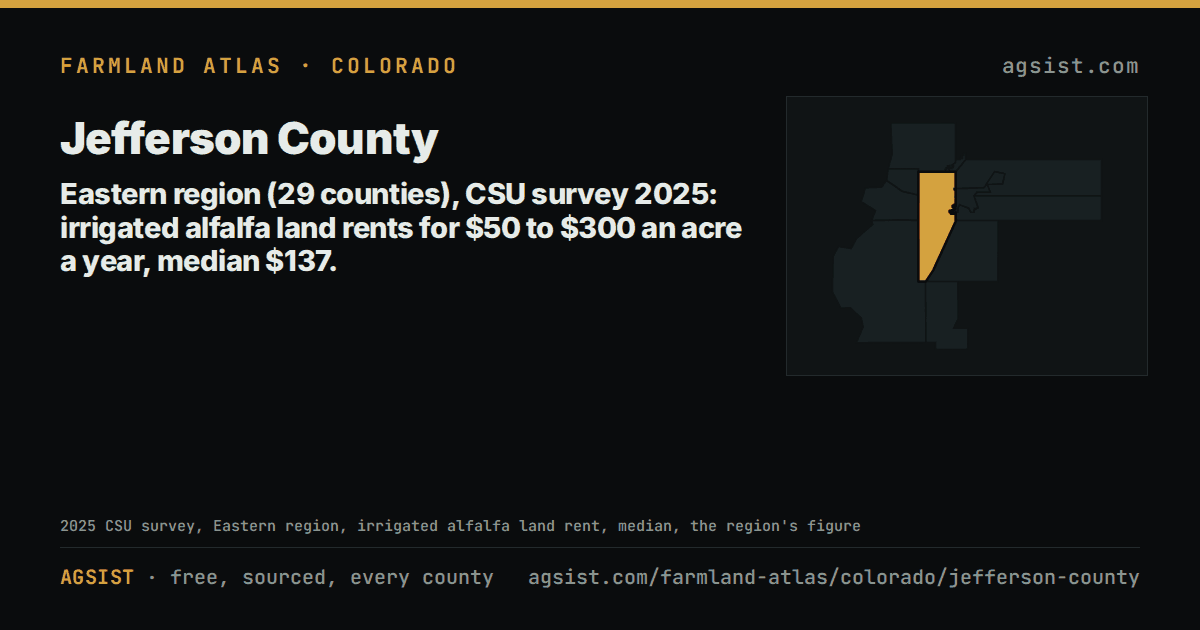 FARMLAND ATLAS · COLORADO
agsist.com
Jefferson County
Eastern region (29 counties), CSU survey 2025:
irrigated alfalfa land rents for $50 to $300 an acre
a year, median $137.
2025 CSU survey, Eastern region, irrigated alfalfa land rent, median, the region's figure
AGSIST · free, sourced, every county
agsist.com/farmland-atlas/colorado/jefferson-county